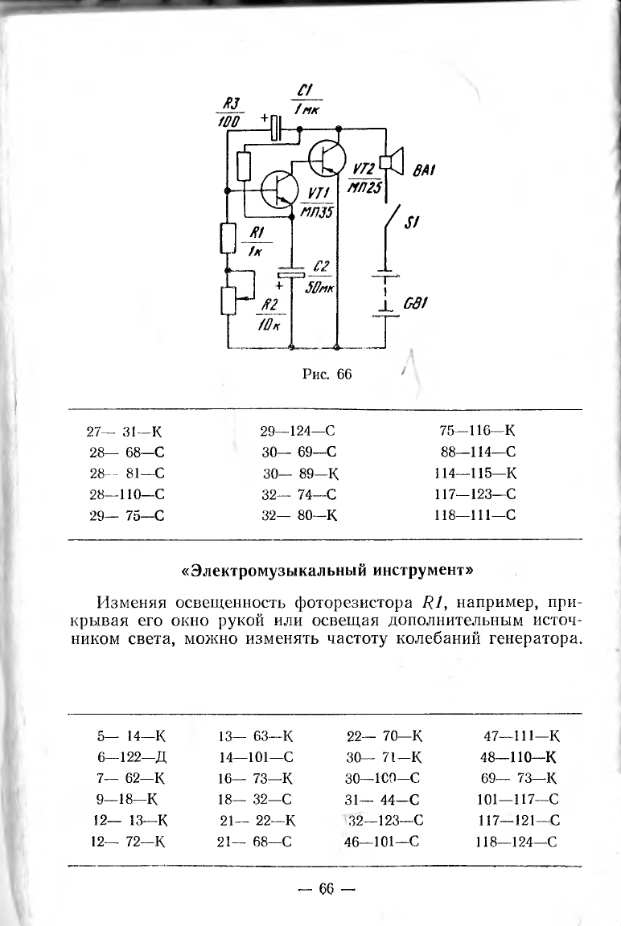 R3
100
C1
1мк
+
VT2
МП25
BA1
VT1
МП35
S1
R1
1к
C2
50мк
+
R2
10к
GB1
Рис. 66
27— 31—К 29—124—С 75—116—К
28— 68—С 30— 69—С 88—114—С
28— 81—С 30— 89—К 114—115—К
28—110—С 32— 74—С 117—123—С
29— 75—С 32— 80—К 118—111—С
«Электромузыкальный инструмент»
Изменяя освещенность фоторезистора R1, например, при-
крывая его окно рукой или освещая дополнительным источ-
ником света, можно изменять частоту колебаний генератора.
5— 14—К 13— 63—К 22— 70—К 47—111—К
6—122—Д 14—101—С 30— 71—К 48—110—К
7— 62—К 16— 73—К 30—100—С 69— 73—К
9—18—К 18— 32—С 31— 44—С 101—117—С
12— 13—К 21— 22—К 32—123—С 117—121—С
12— 72—К 21— 68—С 46—101—С 118—124—С
— 66 —